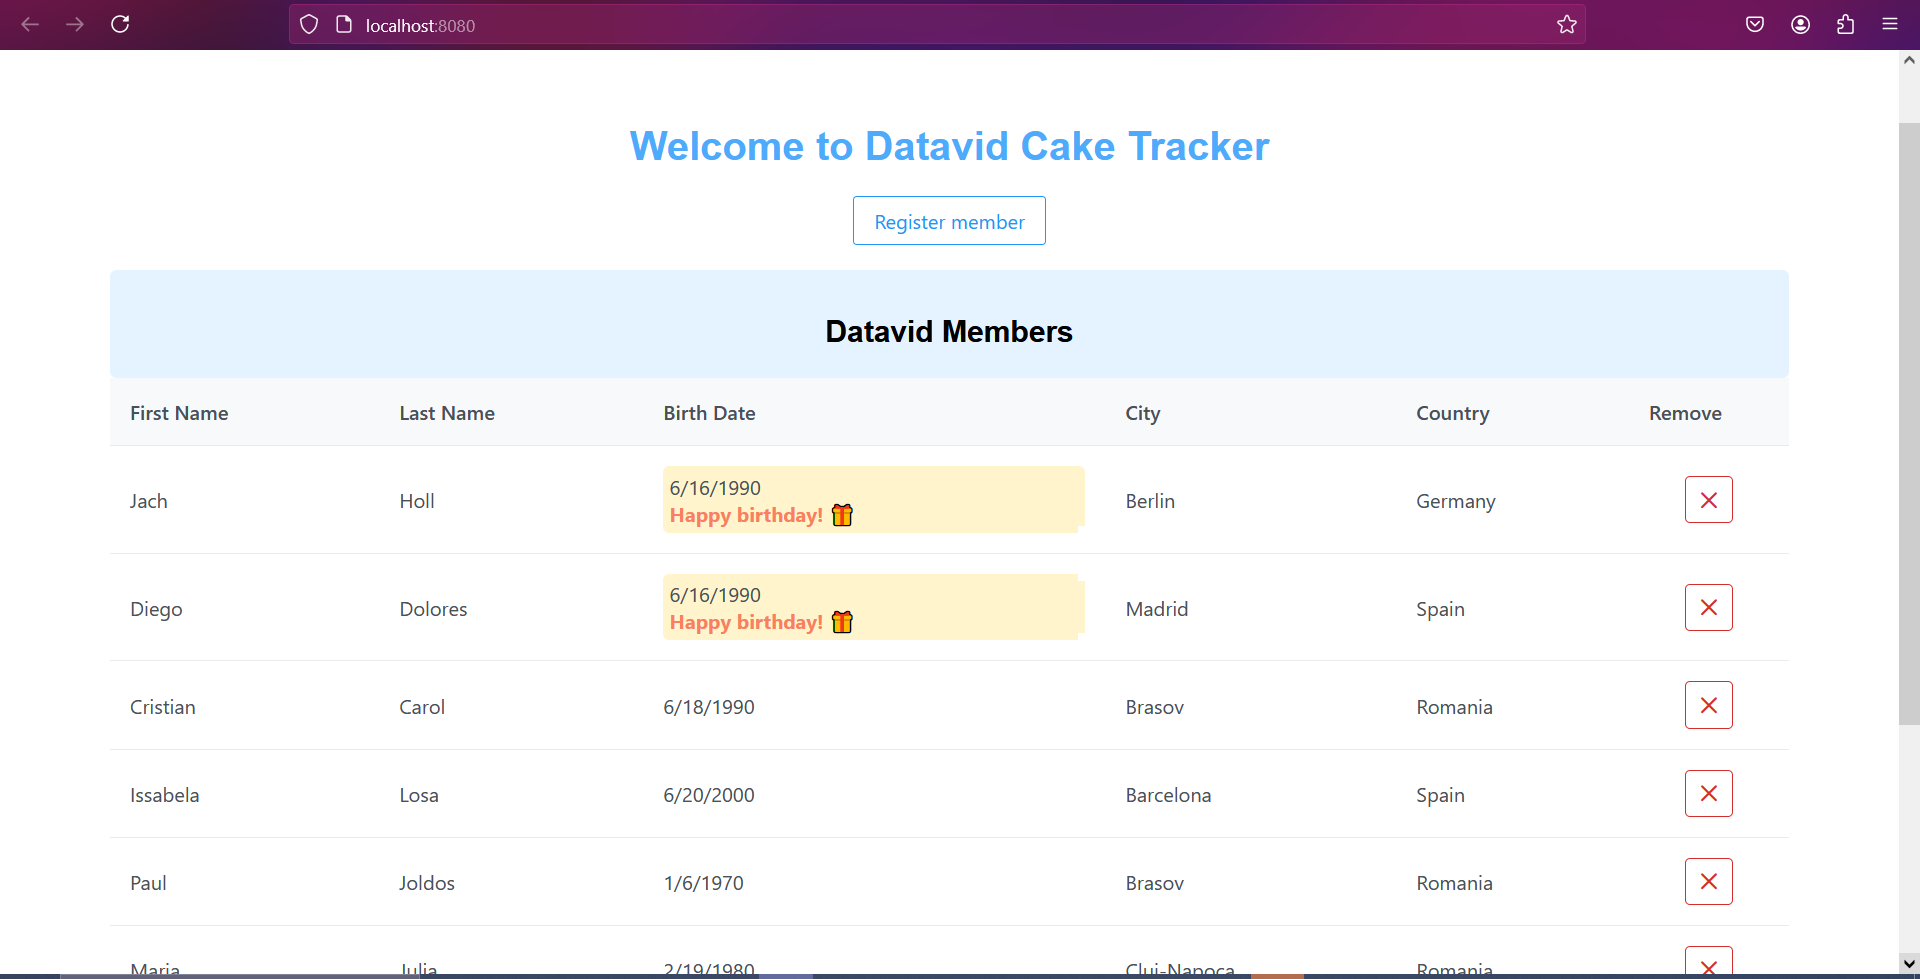 localhost:8080
Welcome to Datavid Cake Tracker
Register member
Datavid Members
First Name Last Name Birth Date City Country Remove
Jach Holl 6/16/1990 Berlin Germany
Happy birthday! 🎁
Diego Dolores 6/16/1990 Madrid Spain
Happy birthday! 🎁
Cristian Carol 6/18/1990 Brasov Romania
Issabela Losa 6/20/2000 Barcelona Spain
Paul Joldos 1/6/1970 Brasov Romania
Maria Julia 2/19/1980 Cluj-Napoca Romania